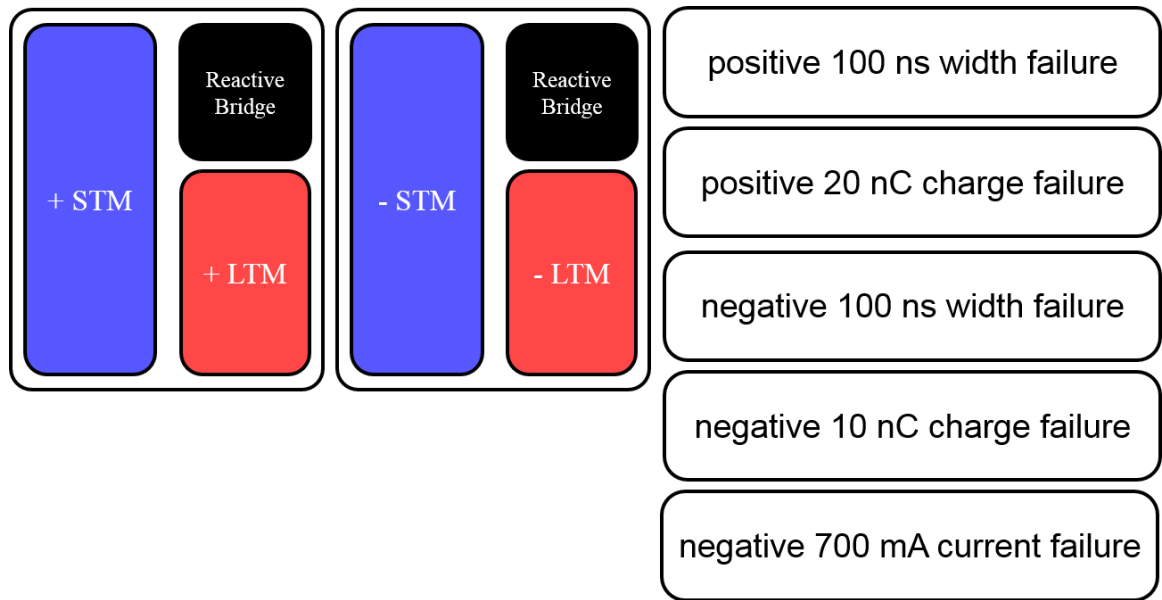 Reactive
Bridge
+ STM
+ LTM
Reactive
Bridge
- STM
- LTM
positive 100 ns width failure
positive 20 nC charge failure
negative 100 ns width failure
negative 10 nC charge failure
negative 700 mA current failure